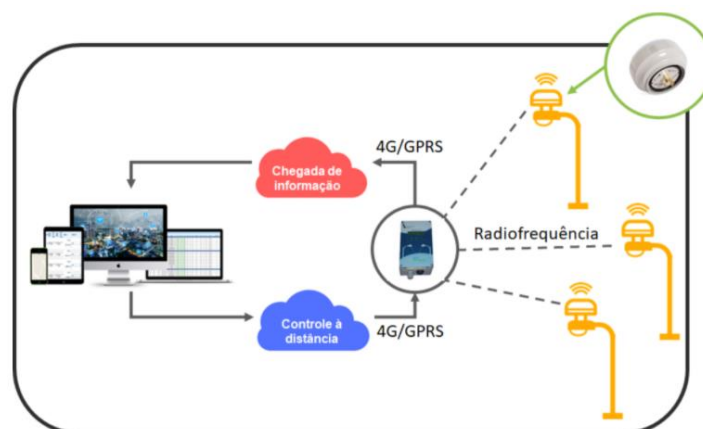 4G/GPRS
Chegada de
informação
Radiofrequência
Controle à
distância
4G/GPRS